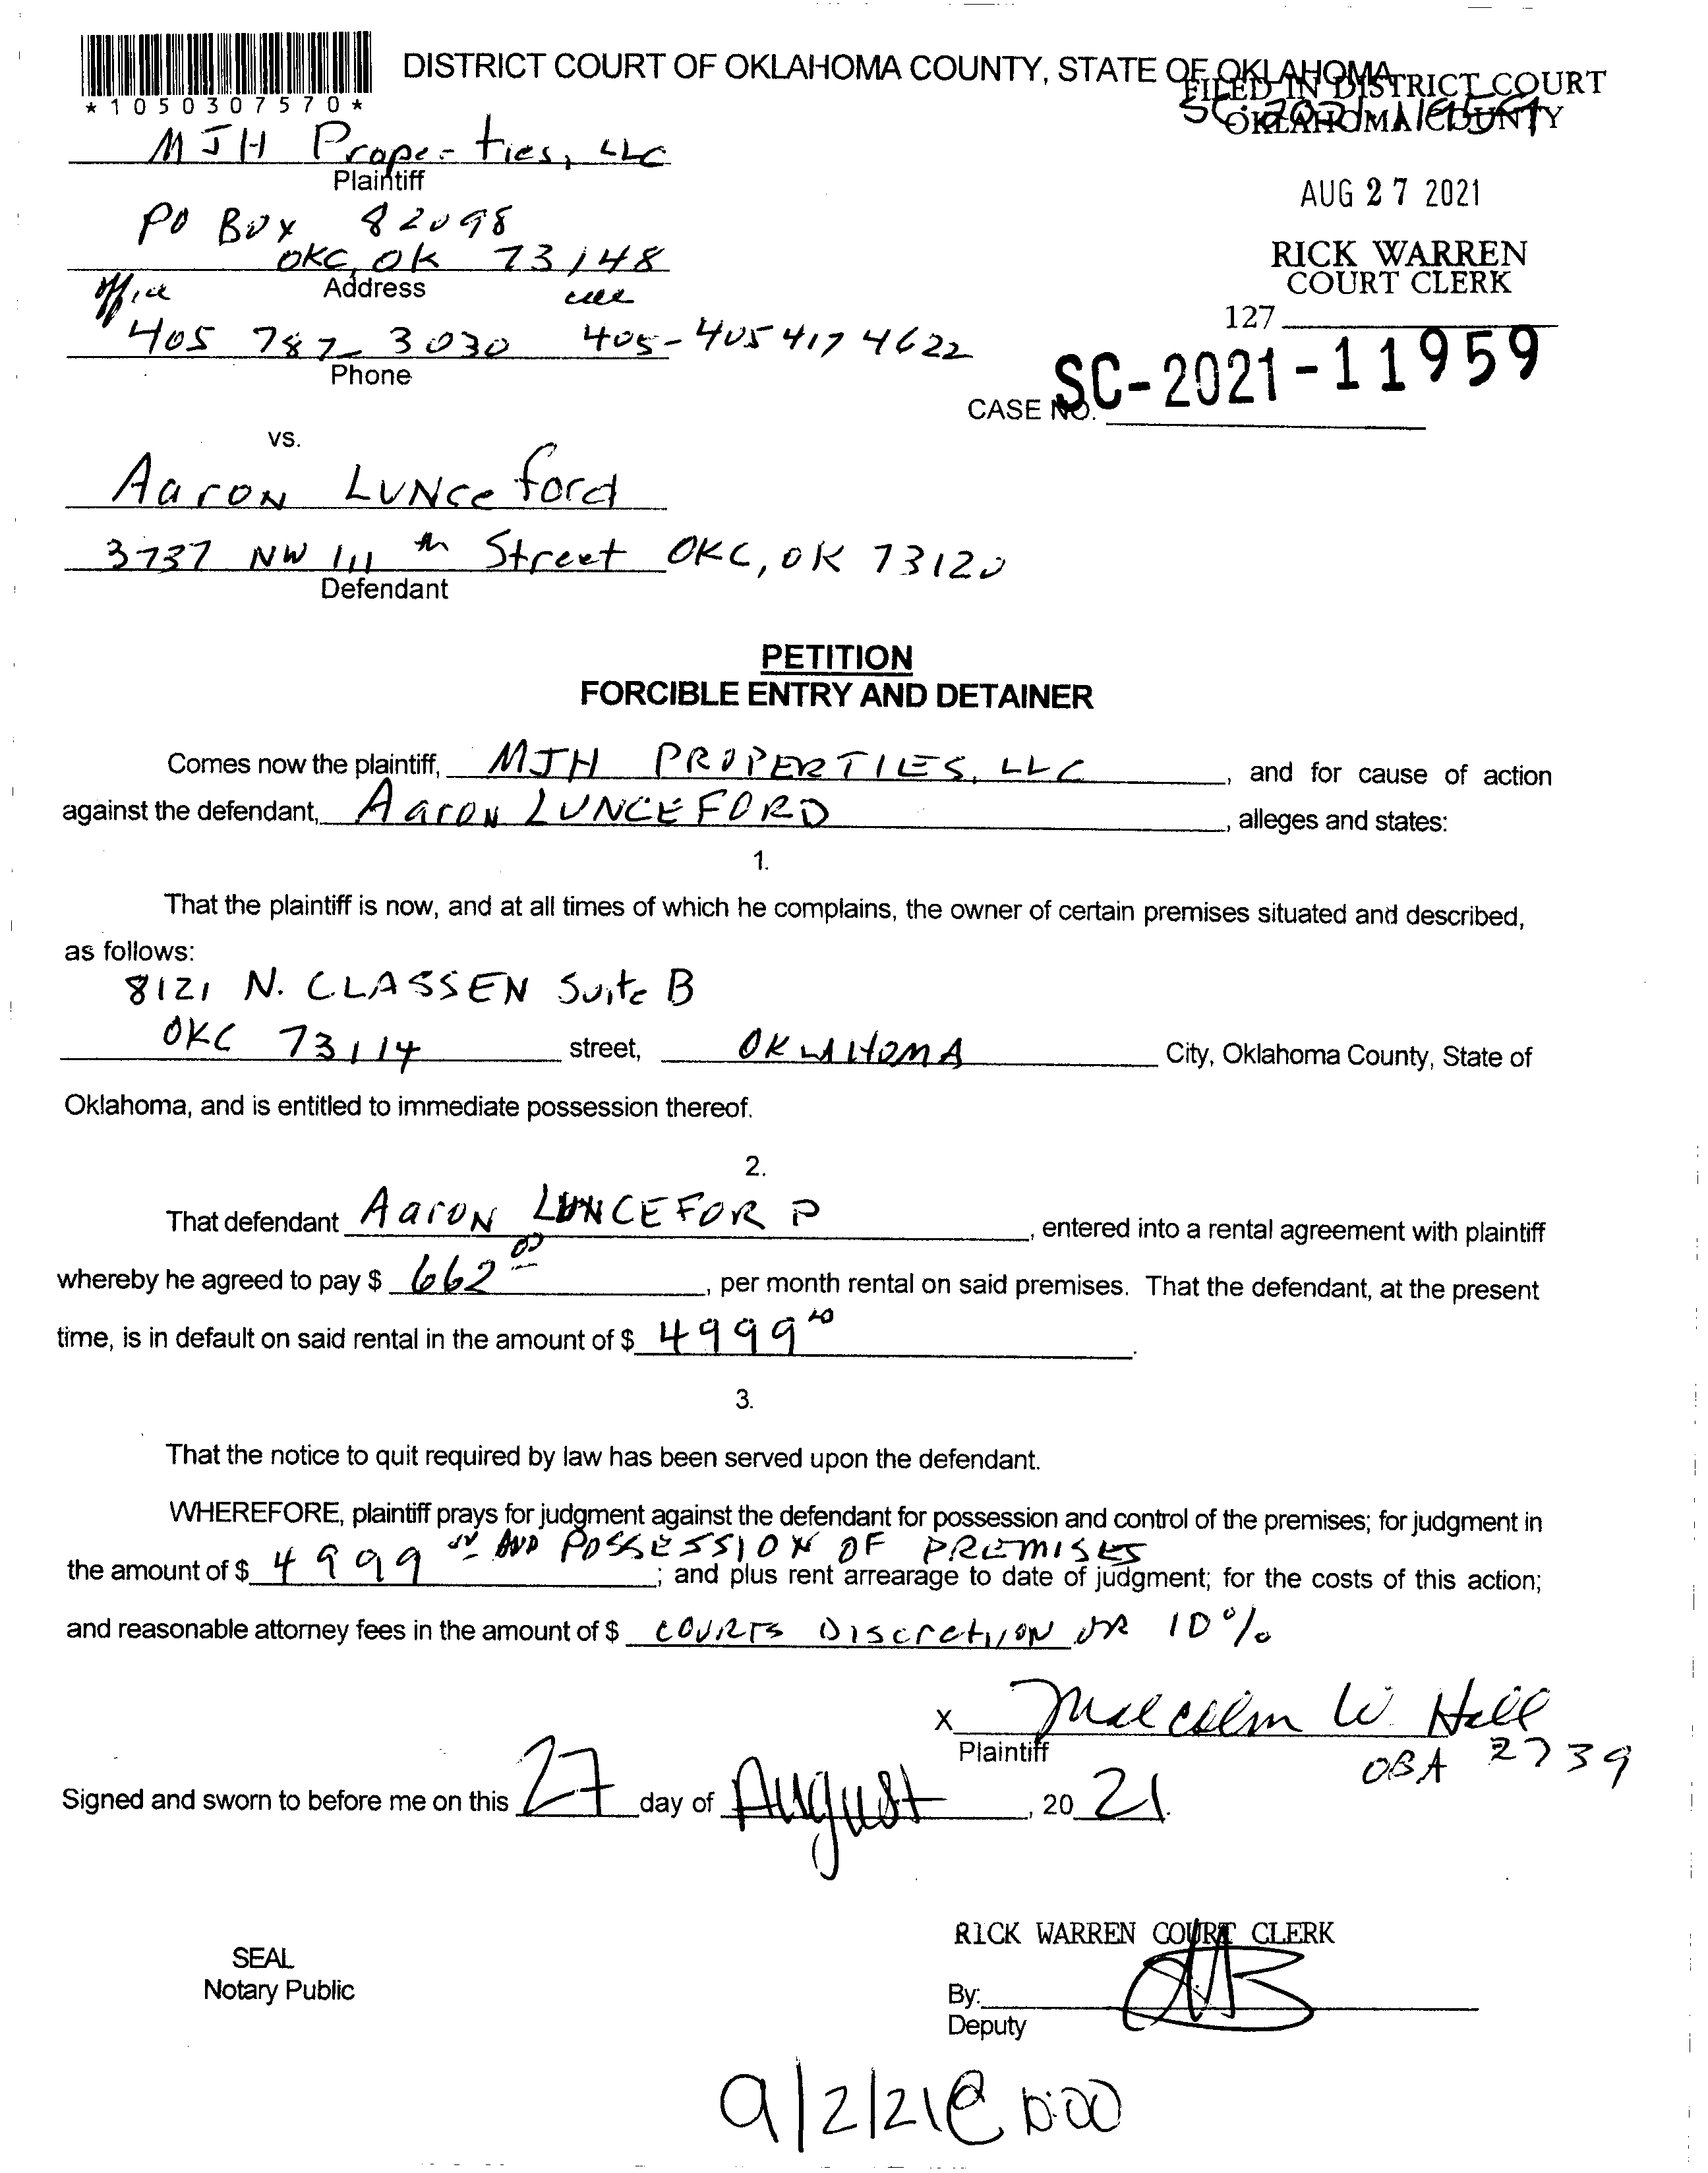 *1050307570*
DISTRICT COURT OF OKLAHOMA COUNTY, STATE OF OKLAHOMA
FILED IN DISTRICT COURT
OKLAHOMA COUNTY
MJH Properties, LLC
Plaintiff
AUG 27 2021
PO Box 82098
OKC, OK 73148
RICK WARREN
COURT CLERK
Address
office cell
127
405 787-3030 405-405 417 4622
Phone
SC-2021-11959
CASE NO.
vs.
Aaron Lunceford
3737 NW 111 th Street OKC, OK 73120
Defendant
PETITION
FORCIBLE ENTRY AND DETAINER
Comes now the plaintiff, MJH PROPERTIES, LLC, and for cause of action
against the defendant, Aaron LUNCEFORD, alleges and states:
1.
That the plaintiff is now, and at all times of which he complains, the owner of certain premises situated and described,
as follows:
8121 N. CLASSEN Suite B
OKC 73114 street, OKLAHOMA City, Oklahoma County, State of
Oklahoma, and is entitled to immediate possession thereof.
2.
That defendant Aaron LUNCEFORD, entered into a rental agreement with plaintiff
whereby he agreed to pay $ 662 00, per month rental on said premises. That the defendant, at the present
time, is in default on said rental in the amount of $ 4999.
3.
That the notice to quit required by law has been served upon the defendant.
WHEREFORE, plaintiff prays for judgment against the defendant for possession and control of the premises; for judgment in
AND POSSESSION OF PREMISES
the amount of $ 4999; and plus rent arrearage to date of judgment; for the costs of this action;
and reasonable attorney fees in the amount of $ COURTS Discretion OR 10%
X Malcolm W Hall
Plaintiff
OBA 2739
Signed and sworn to before me on this 27 day of August, 20 21.
RICK WARREN COURT CLERK
SEAL
Notary Public
By:
Deputy
9/2/21@ 10:00